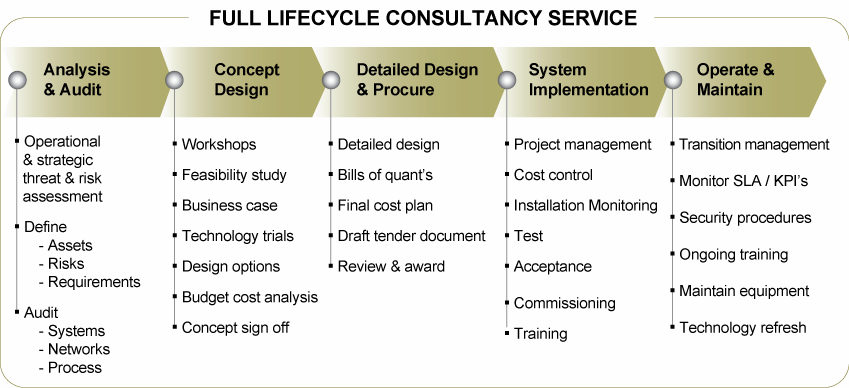 FULL LIFECYCLE CONSULTANCY SERVICE
Analysis
& Audit
Operational
& strategic
threat & risk
assessment
Define
- Assets
- Risks
- Requirements
Audit
- Systems
- Networks
- Process
Concept
Design
Workshops
Feasibility study
Business case
Technology trials
Design options
Budget cost analysis
Concept sign off
Detailed Design
& Procure
Detailed design
Bills of quant's
Final cost plan
Draft tender document
Review & award
System
Implementation
Project management
Cost control
Installation Monitoring
Test
Acceptance
Commissioning
Training
Operate &
Maintain
Transition management
Monitor SLA / KPI's
Security procedures
Ongoing training
Maintain equipment
Technology refresh